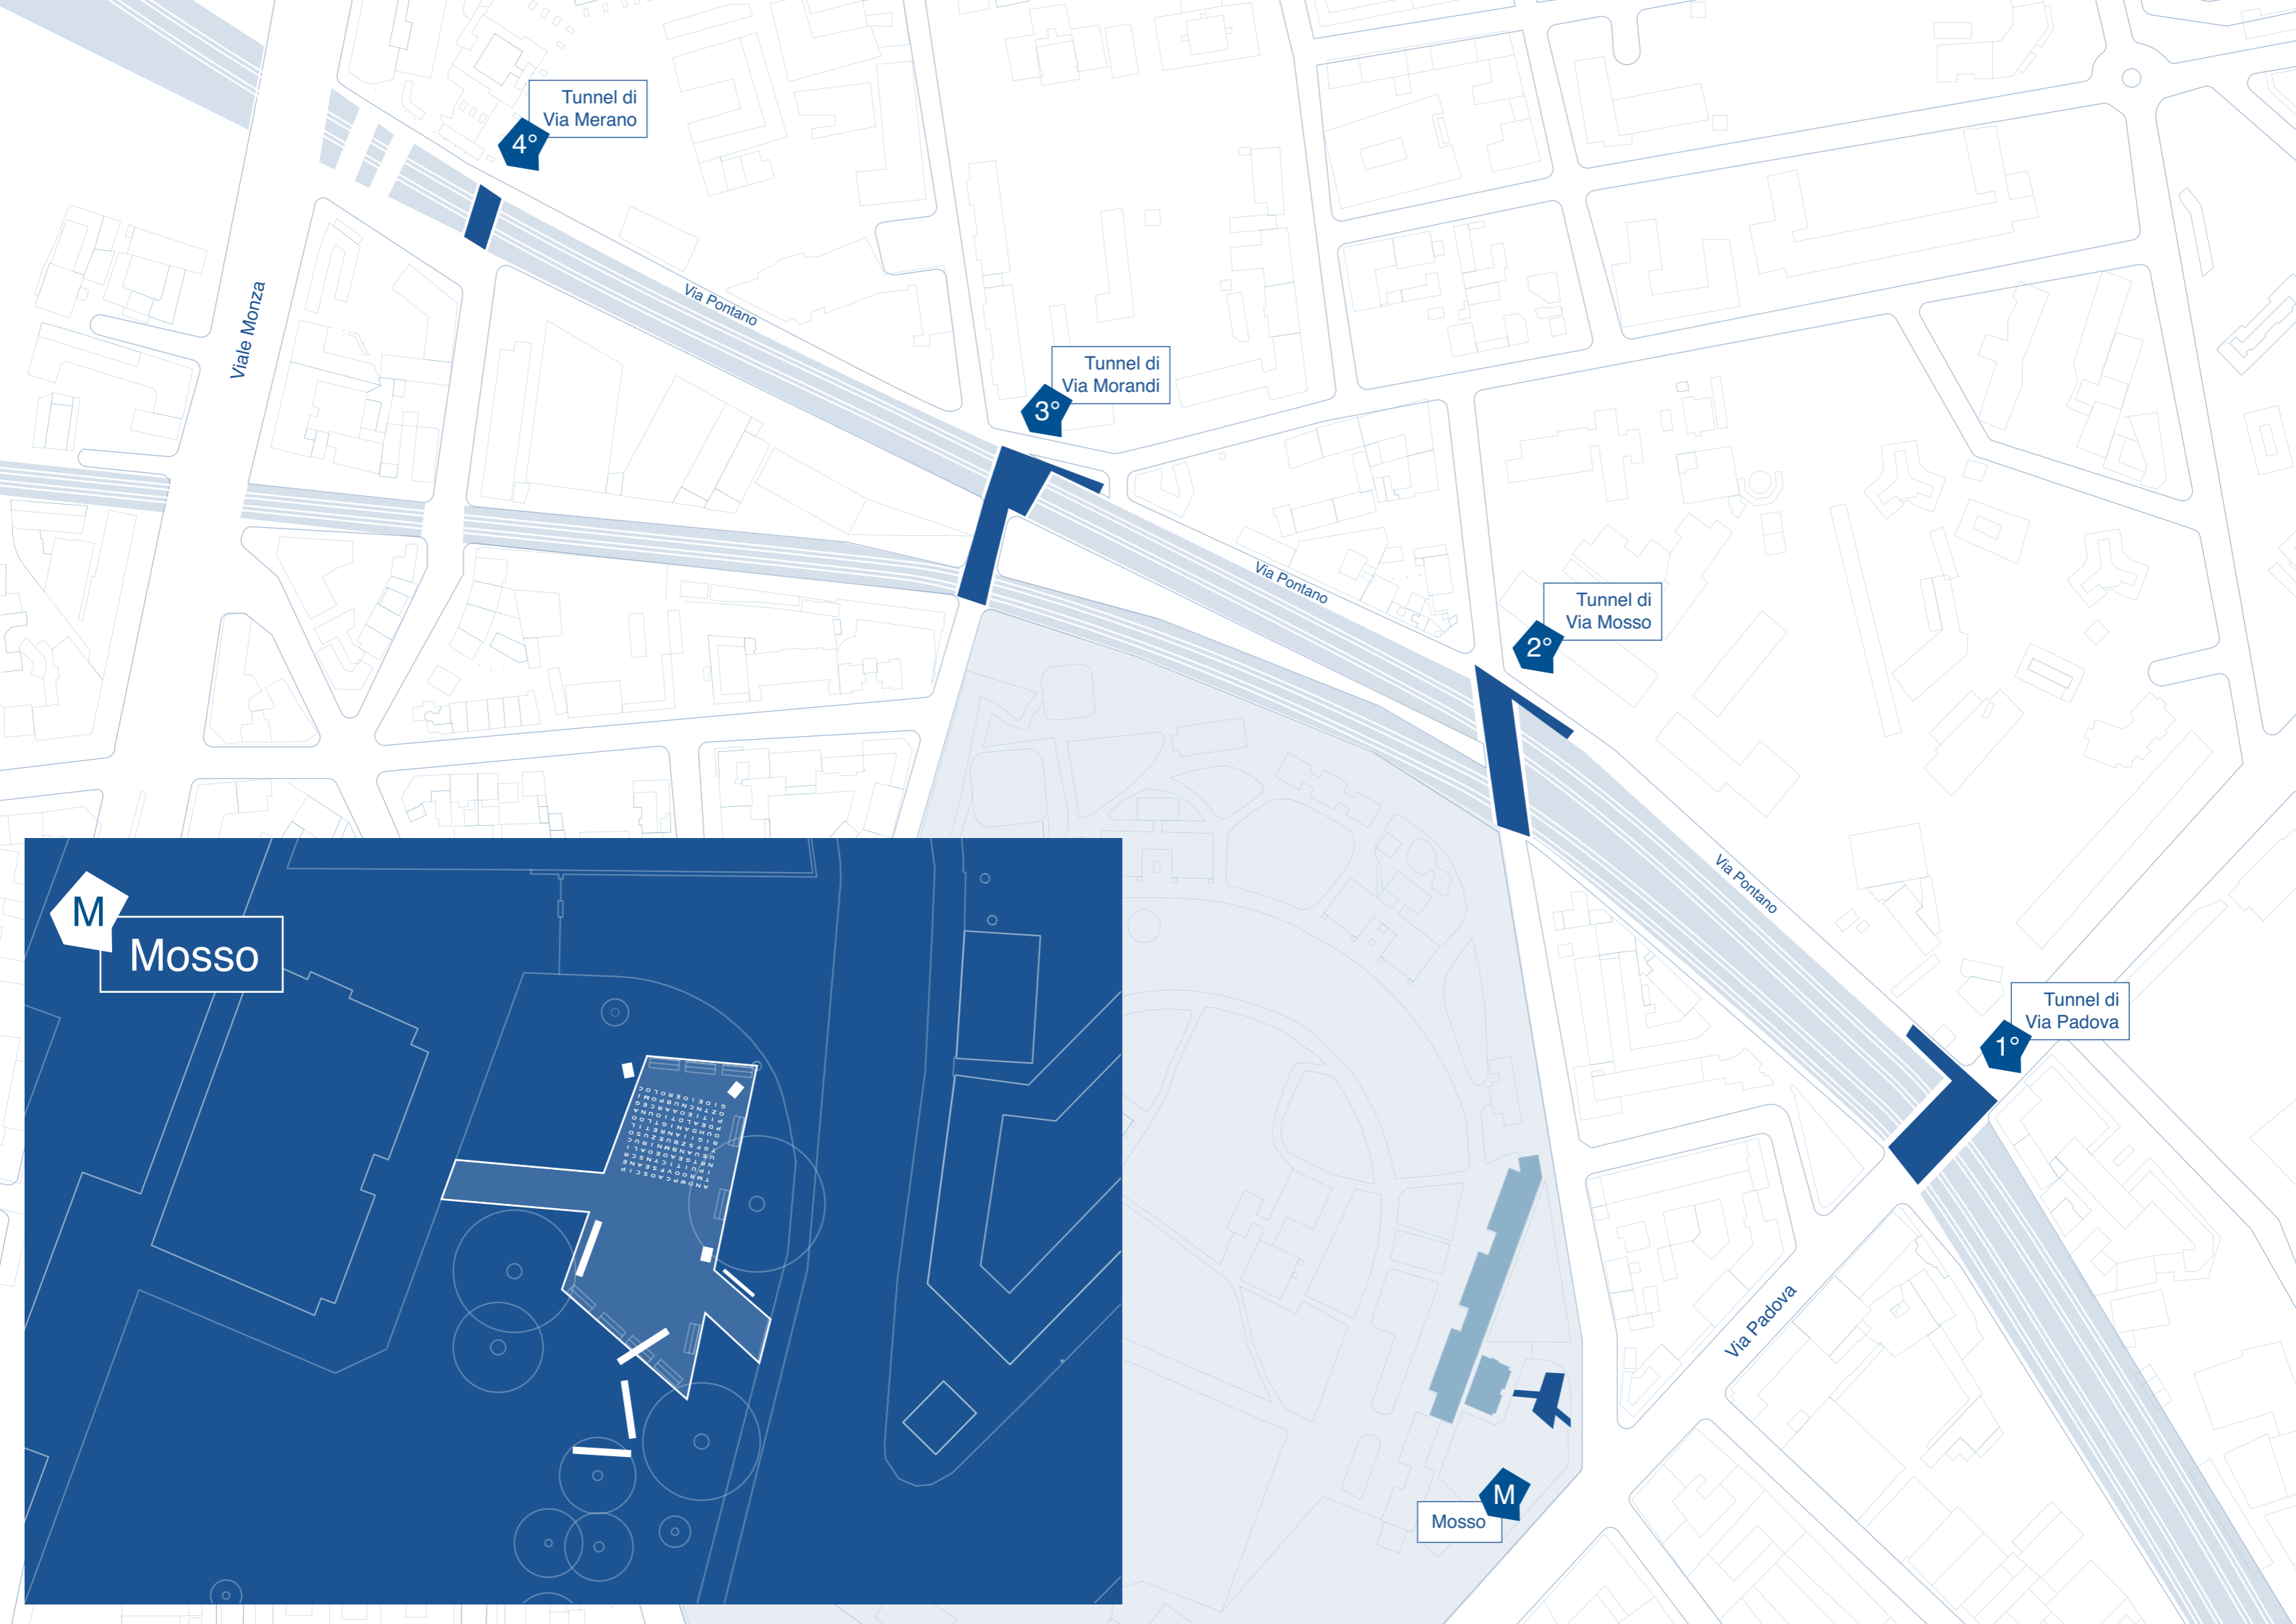 4°
Tunnel di
Via Merano
Viale Monza
Via Pontano
3°
Tunnel di
Via Morandi
Via Pontano
2°
Tunnel di
Via Mosso
Via Pontano
1°
Tunnel di
Via Padova
Via Padova
M
Mosso
M
Mosso